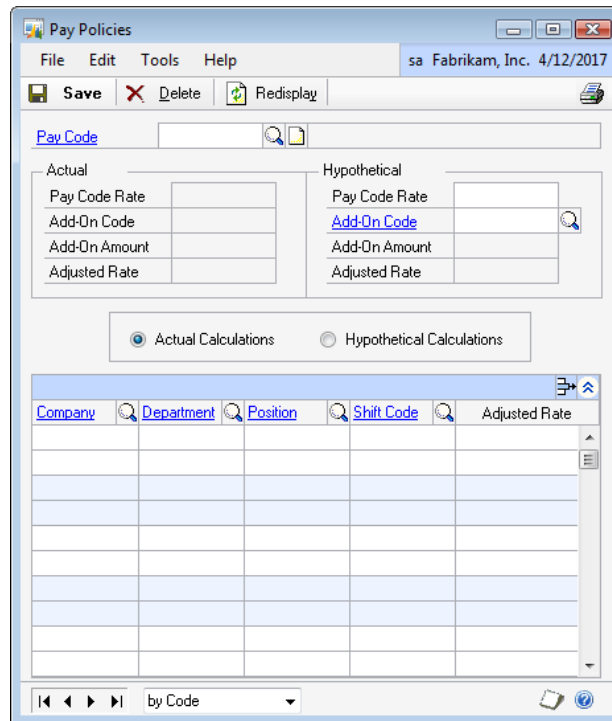 Pay Policies
File Edit Tools Help sa Fabrikam, Inc. 4/12/2017
Save Delete Redisplay
Pay Code
Actual Hypothetical
Pay Code Rate Pay Code Rate
Add-On Code Add-On Code
Add-On Amount Add-On Amount
Adjusted Rate Adjusted Rate
Actual Calculations Hypothetical Calculations
Company Department Position Shift Code Adjusted Rate
by Code